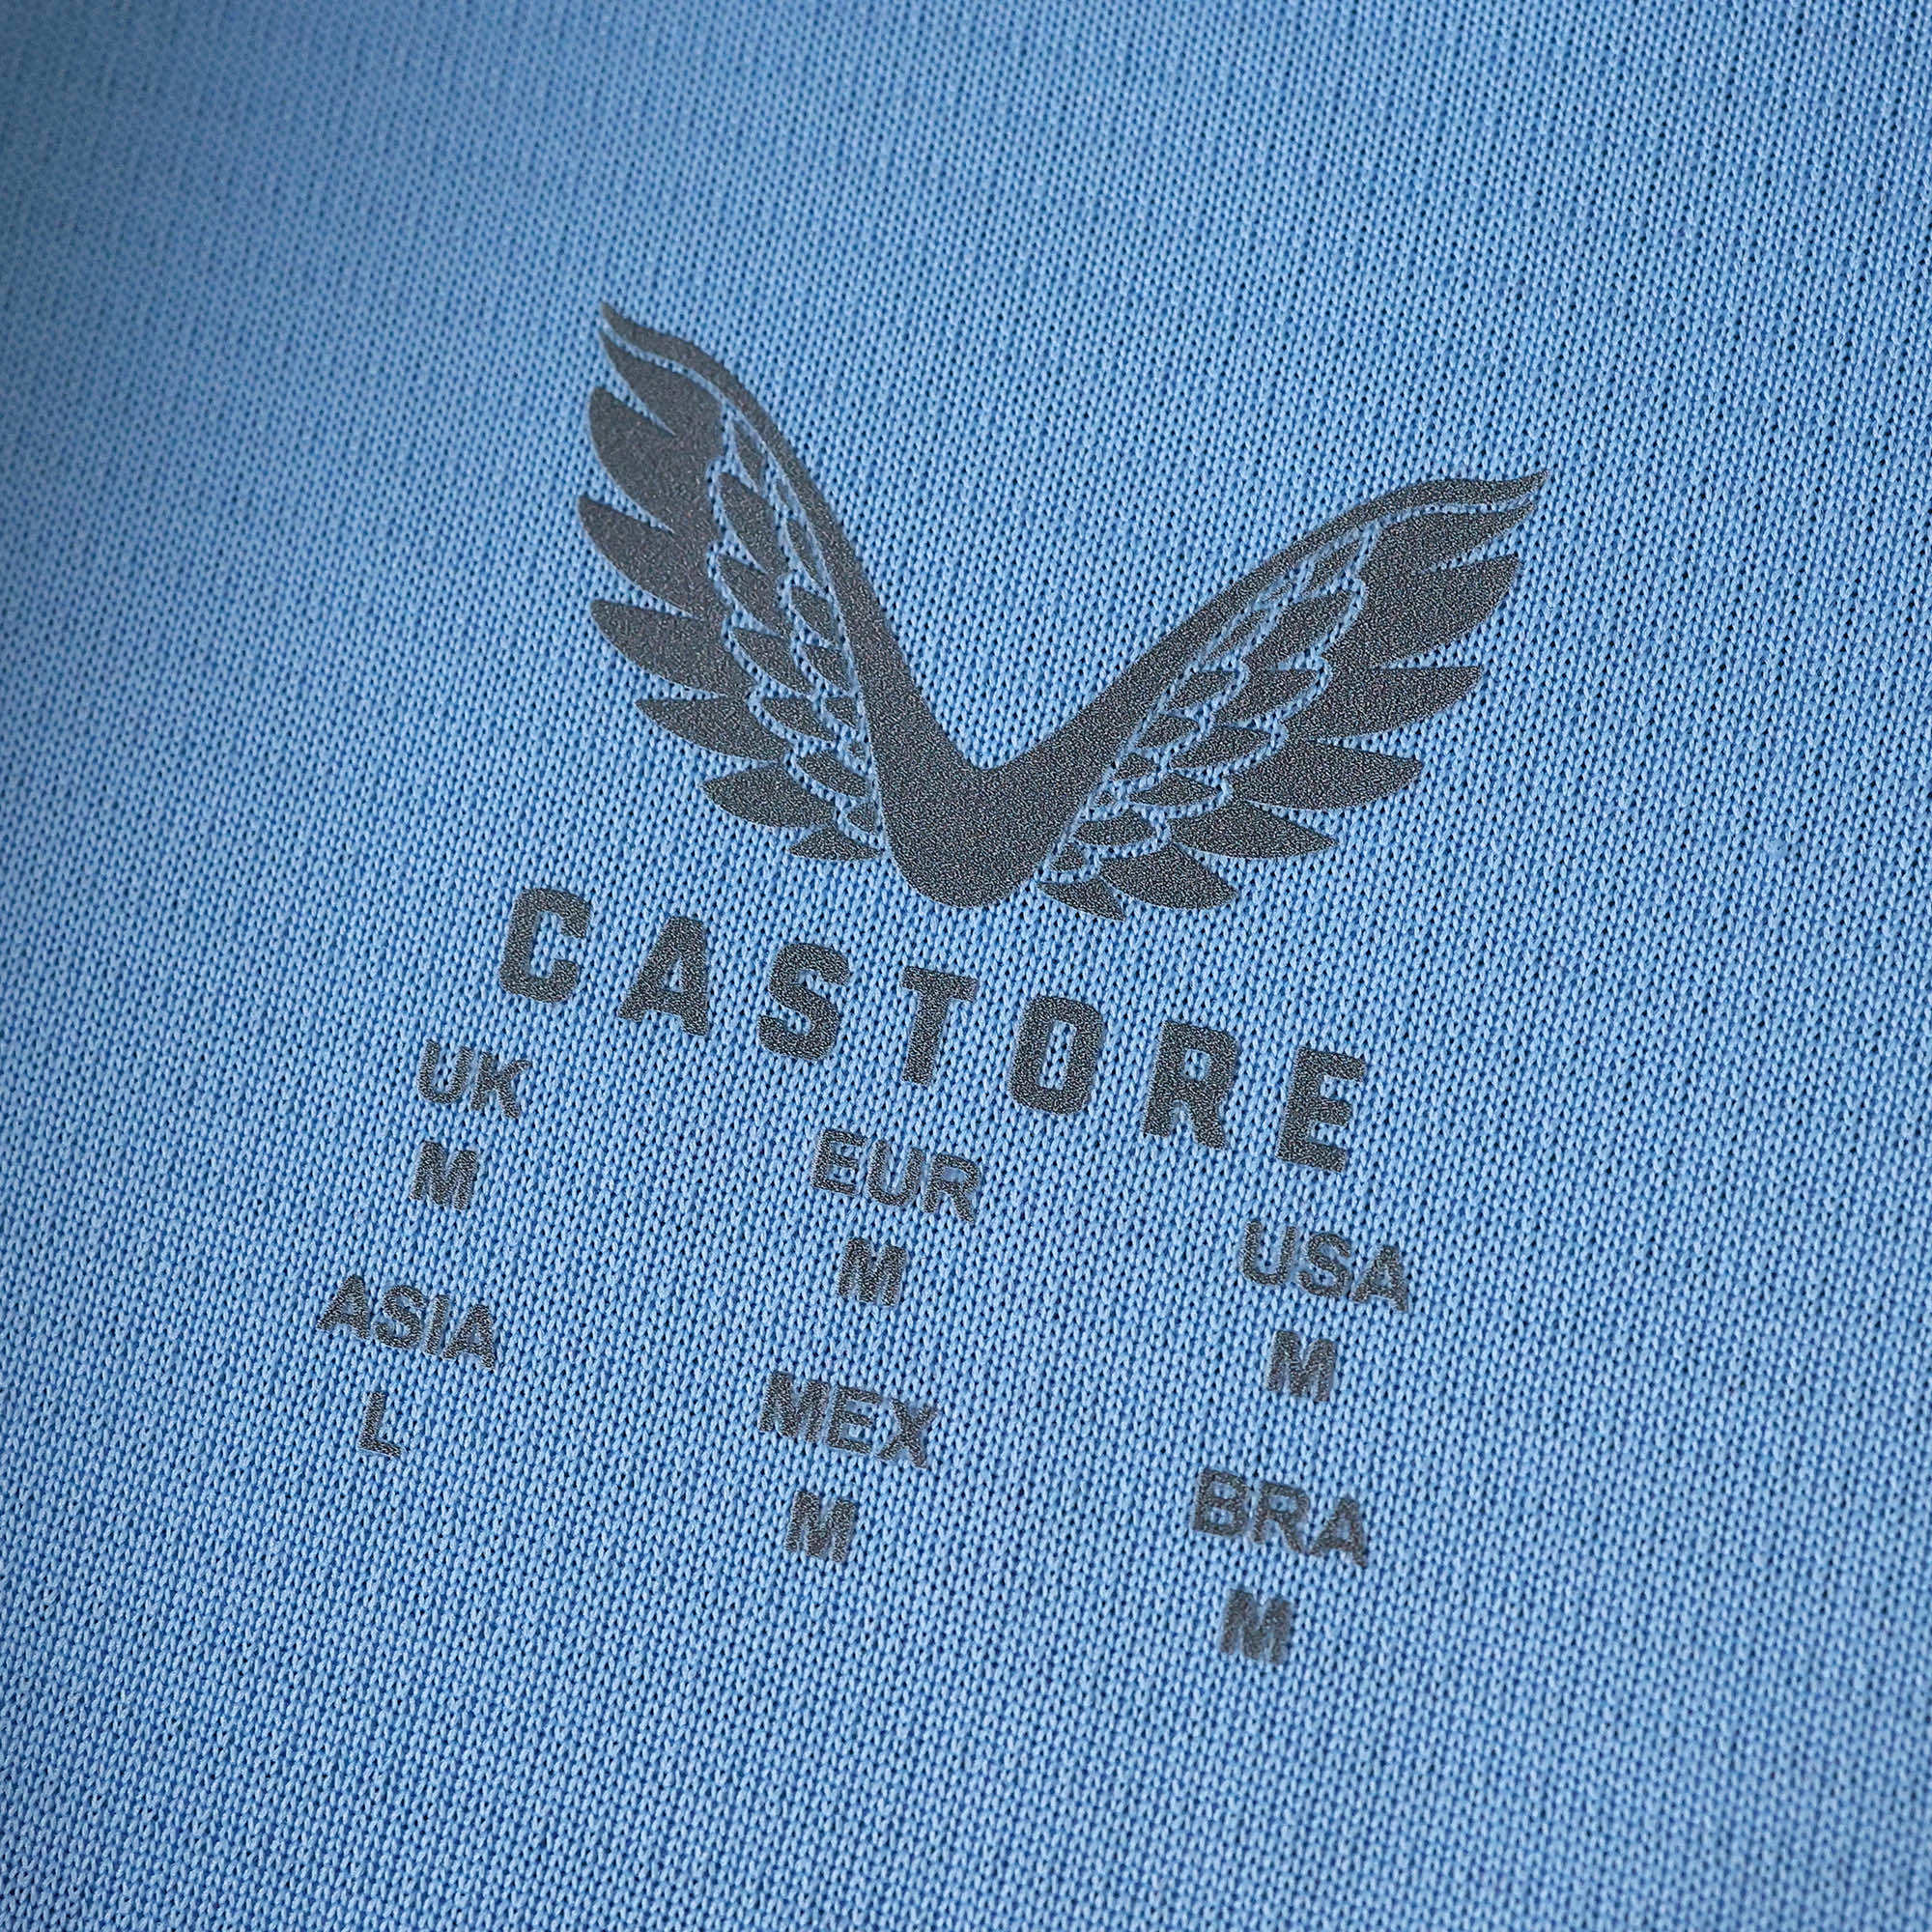 CASTORE
UK EUR USA
M M M
ASIA MEX BRA
L M M